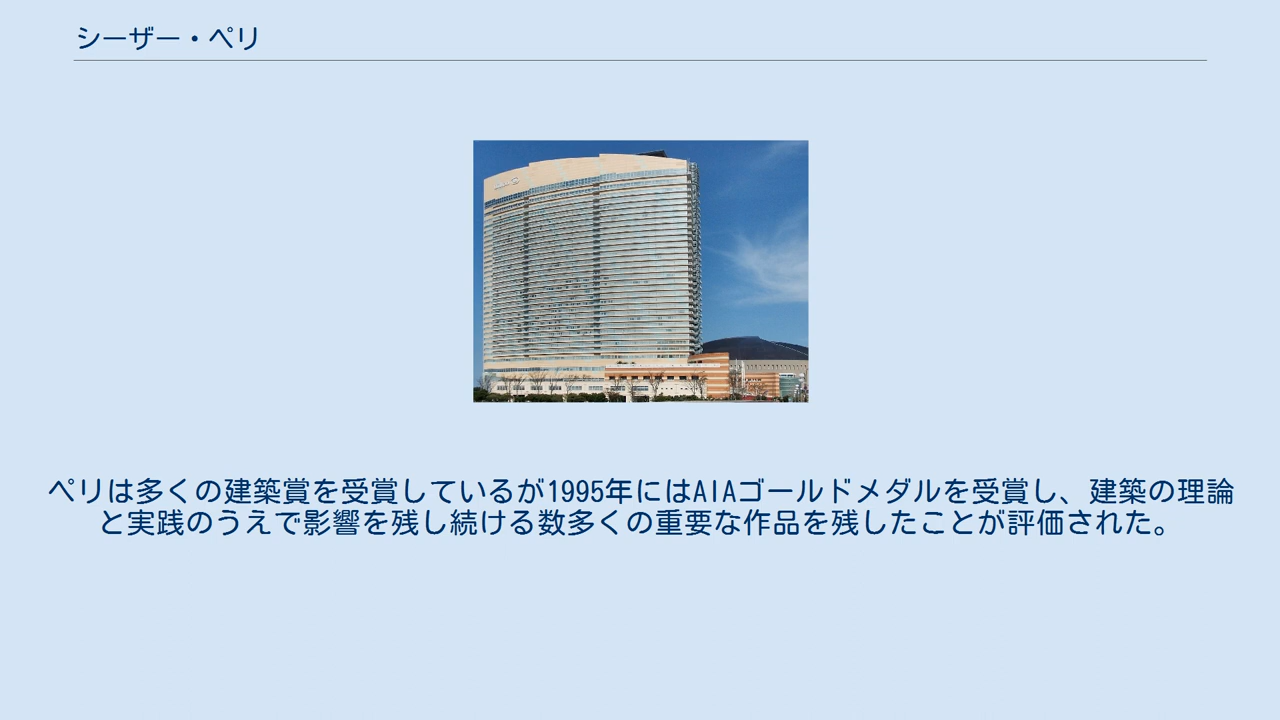 シーザー・ペリ
ペリは多くの建築賞を受賞しているが1995年にはAIAゴールドメダルを受賞し、建築の理論
と実践のうえで影響を残し続ける数多くの重要な作品を残したことが評価された。